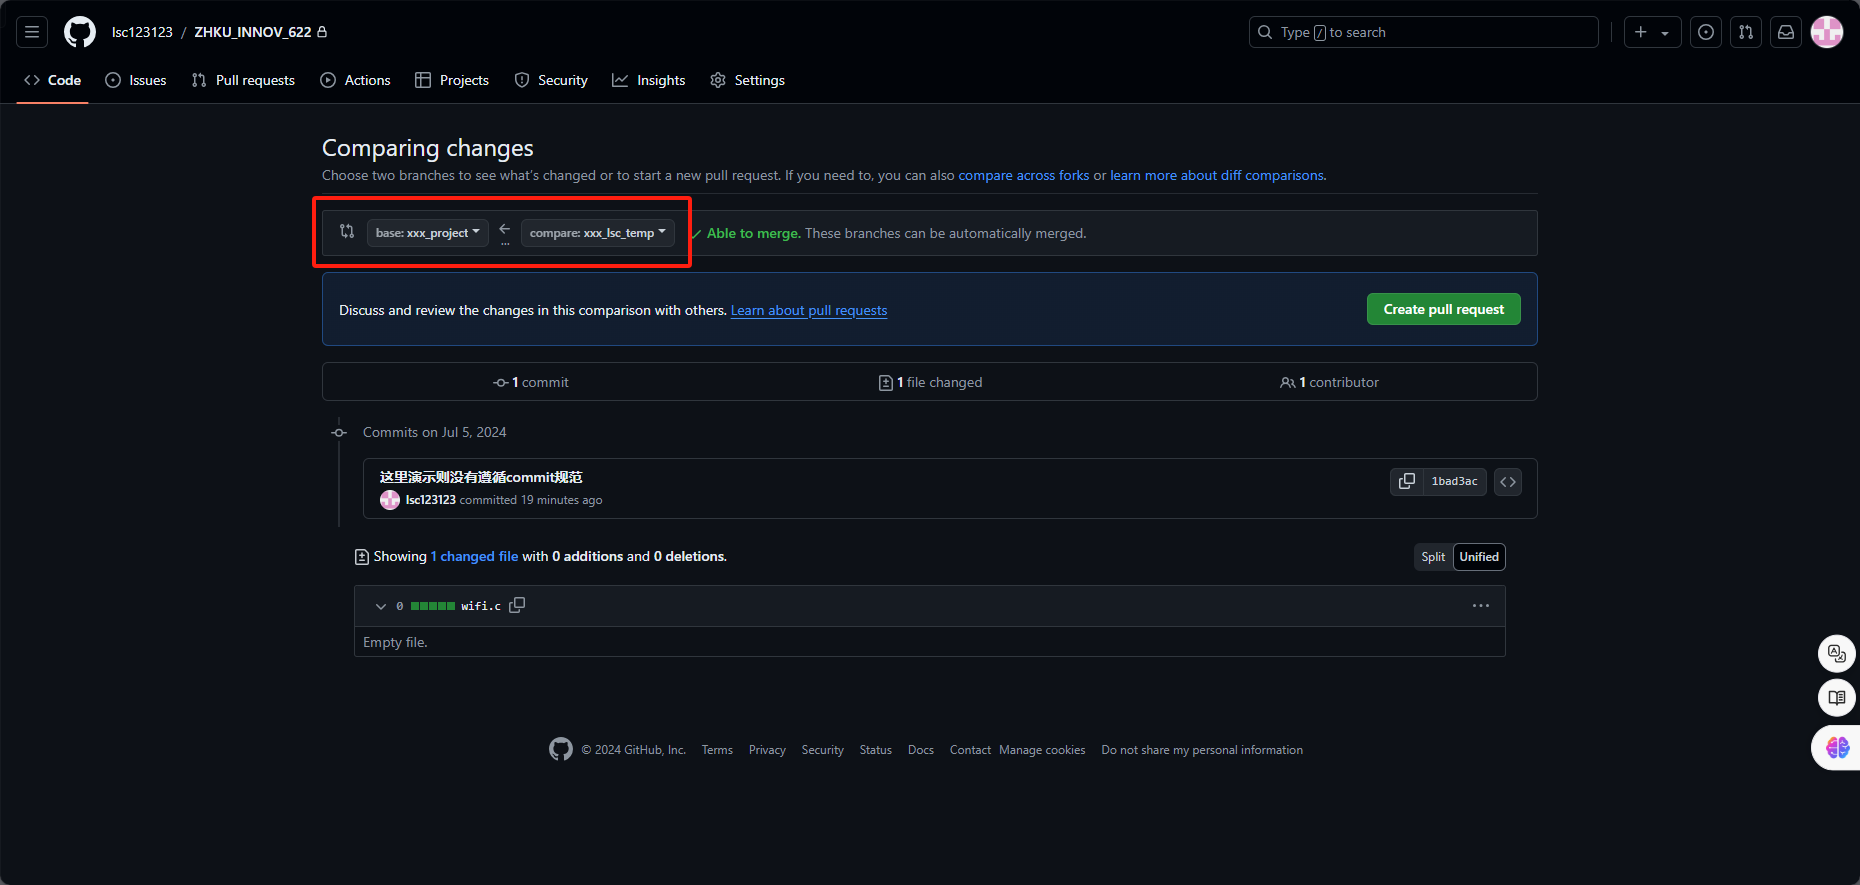 lsc123123 / ZHKU_INNOV_622
Type / to search
Code Issues Pull requests Actions Projects Security Insights Settings
Comparing changes
Choose two branches to see what's changed or to start a new pull request. If you need to, you can also compare across forks or learn more about diff comparisons.
base: xxx_project ... compare: xxx_lsc_temp Able to merge. These branches can be automatically merged.
Discuss and review the changes in this comparison with others. Learn about pull requests Create pull request
1 commit 1 file changed 1 contributor
Commits on Jul 5, 2024
这里演示则没有遵循commit规范
lsc123123 committed 19 minutes ago
1bad3ac
Showing 1 changed file with 0 additions and 0 deletions.
Split Unified
0 wifi.c
Empty file.
© 2024 GitHub, Inc. Terms Privacy Security Status Docs Contact Manage cookies Do not share my personal information